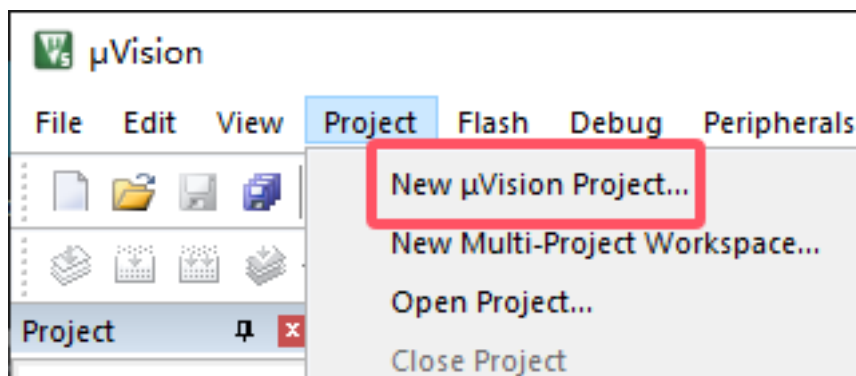 µVision
File Edit View Project Flash Debug Peripherals
New µVision Project...
New Multi-Project Workspace...
Open Project...
Project
Close Project